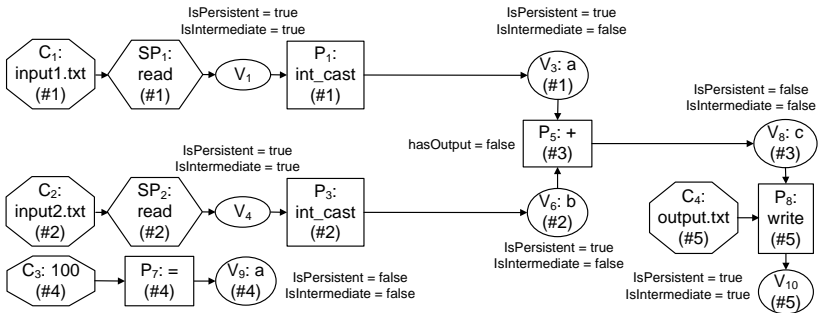 IsPersistent = true
IsIntermediate = true
IsPersistent = true
IsIntermediate = false
C₁:
input1.txt
(#1)
SP₁:
read
(#1)
V₁
P₁:
int_cast
(#1)
V₃: a
(#1)
IsPersistent = false
IsIntermediate = false
hasOutput = false
P₅: +
(#3)
V₈: c
(#3)
IsPersistent = true
IsIntermediate = true
C₂:
input2.txt
(#2)
SP₂:
read
(#2)
V₄
P₃:
int_cast
(#2)
V₆: b
(#2)
C₄:
output.txt
(#5)
P₈:
write
(#5)
IsPersistent = true
IsIntermediate = false
C₃: 100
(#4)
P₇: =
(#4)
V₉: a
(#4)
IsPersistent = false
IsIntermediate = false
IsPersistent = true
IsIntermediate = true
V₁₀
(#5)